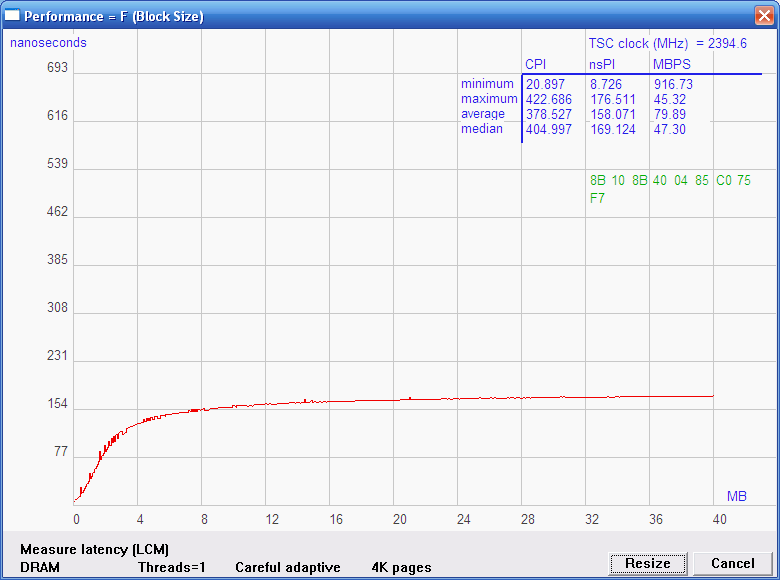 Performance = F (Block Size)
nanoseconds
TSC clock (MHz) = 2394.6
CPI nsPI MBPS
minimum 20.897 8.726 916.73
maximum 422.686 176.511 45.32
average 378.527 158.071 79.89
median 404.997 169.124 47.30
8B 10 8B 40 04 85 C0 75
F7
693
616
539
462
385
308
231
154
77
MB
0 4 8 12 16 20 24 28 32 36 40
Measure latency (LCM)
DRAM Threads=1 Careful adaptive 4K pages
Resize Cancel